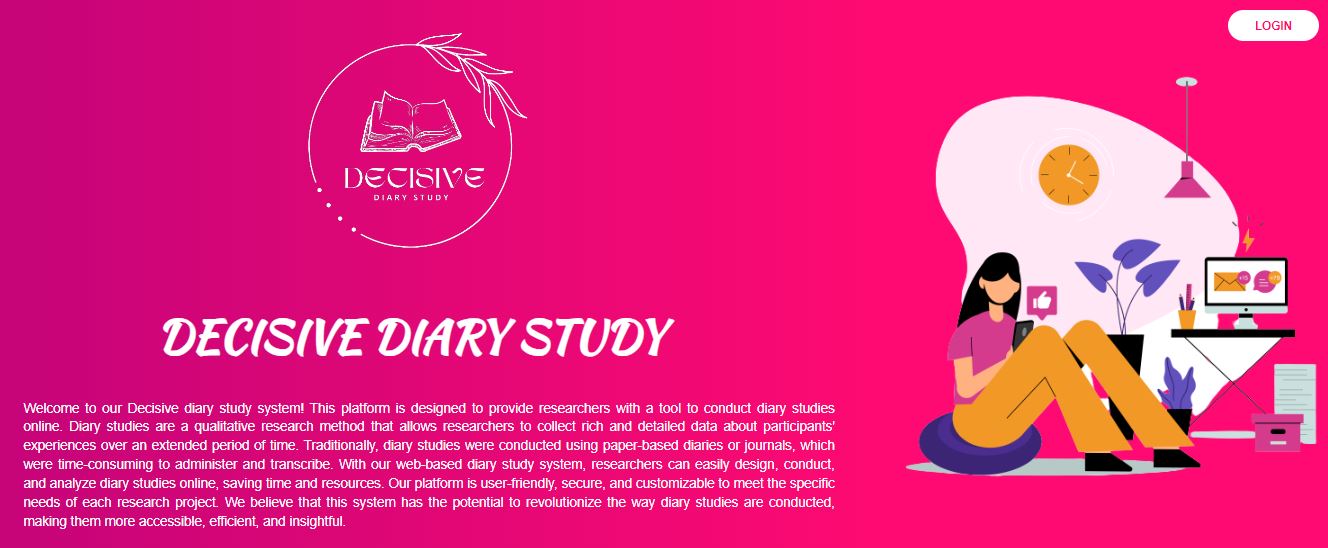 LOGIN
DECISIVE
DIARY STUDY
DECISIVE DIARY STUDY
Welcome to our Decisive diary study system! This platform is designed to provide researchers with a tool to conduct diary studies
online. Diary studies are a qualitative research method that allows researchers to collect rich and detailed data about participants'
experiences over an extended period of time. Traditionally, diary studies were conducted using paper-based diaries or journals, which
were time-consuming to administer and transcribe. With our web-based diary study system, researchers can easily design, conduct,
and analyze diary studies online, saving time and resources. Our platform is user-friendly, secure, and customizable to meet the specific
needs of each research project. We believe that this system has the potential to revolutionize the way diary studies are conducted,
making them more accessible, efficient, and insightful.